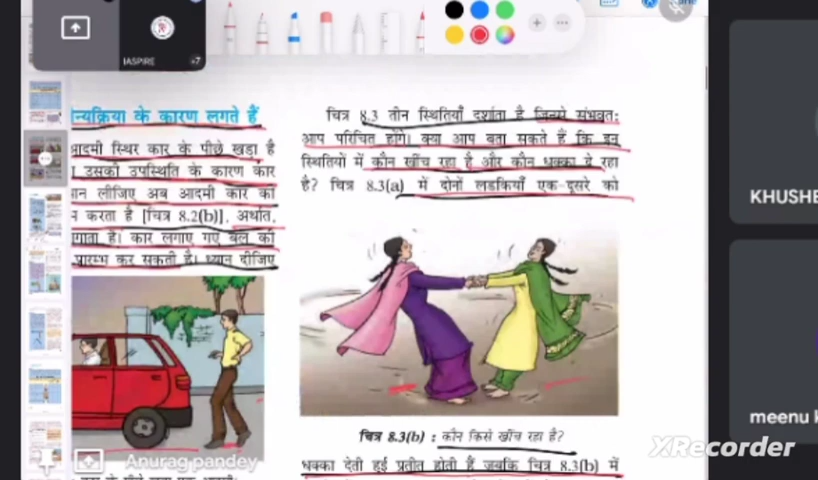 IASPIRE
+7
न्यक्रिया के कारण लगते हैं
आदमी स्थिर कार के पीछे खड़ा है
उसकी उपस्थिति के कारण कार
मान लीजिए अब आदमी कार को
न करता है [चित्र 8.2(b)], अर्थात,
लगाता है। कार लगाए गए बल की
प्रारम्भ कर सकती है। ध्यान दीजिए
चित्र 8.3 तीन स्थितियाँ दर्शाता है जिनसे संभवतः
आप परिचित होंगे। क्या आप बता सकते हैं कि इन
स्थितियों में कौन खींच रहा है और कौन धक्का दे रहा
है? चित्र 8.3(a) में दोनों लड़कियाँ एक-दूसरे को
चित्र 8.3(b) : कौन किसे खींच रहा है?
धक्का देती हुई प्रतीत होती हैं जबकि चित्र 8.3(b) में
Anurag pandey
KHUSHE
meenu k
XRecorder